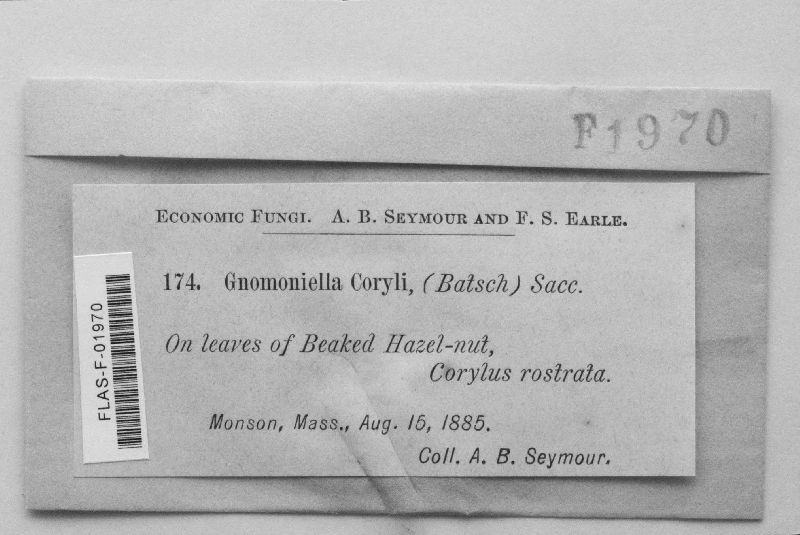 F1970
ECONOMIC FUNGI. A. B. SEYMOUR AND F. S. EARLE.
174. Gnomoniella Coryli, (Batsch) Sacc.
On leaves of Beaked Hazel-nut,
Corylus rostrata.
Monson, Mass., Aug. 15, 1885.
Coll. A. B. Seymour.
FLAS-F-01970